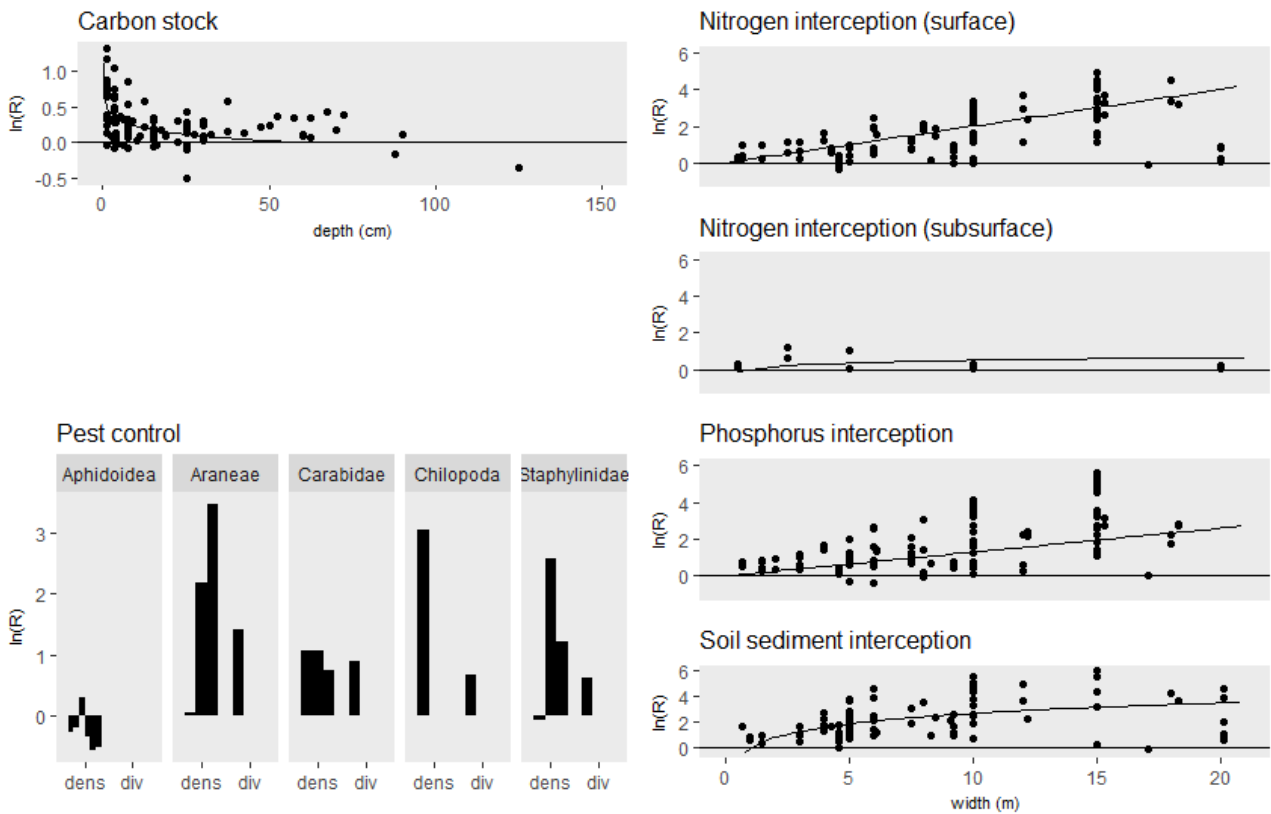 Carbon stock
ln(R)
1.0
0.5
0.0
-0.5
0 50 100 150
depth (cm)
Pest control
Aphidoidea Araneae Carabidae Chilopoda Staphylinidae
ln(R)
3
2
1
0
dens div dens div dens div dens div dens div
Nitrogen interception (surface)
ln(R)
6
4
2
0
Nitrogen interception (subsurface)
ln(R)
6
4
2
0
Phosphorus interception
ln(R)
6
4
2
0
Soil sediment interception
ln(R)
6
4
2
0
0 5 10 15 20
width (m)